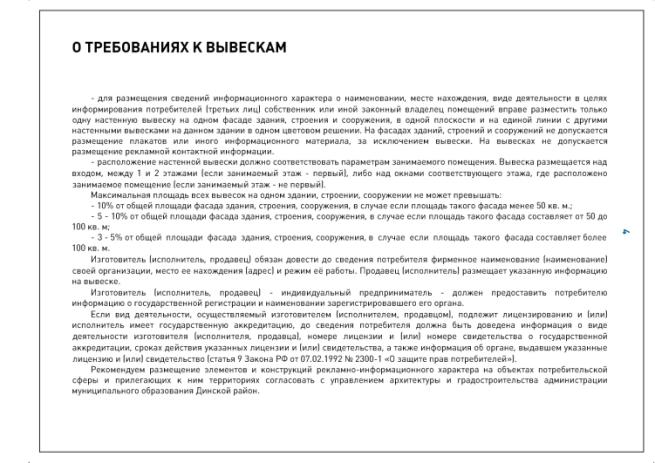 О ТРЕБОВАНИЯХ К ВЫВЕСКАМ
- для размещения сведений информационного характера о наименовании, месте нахождения, виде деятельности в целях
информирования потребителей (третьих лиц) собственник или иной законный владелец помещений вправе разместить только
одну настенную вывеску на одном фасаде здания, строения и сооружения, в одной плоскости и на единой линии с другими
настенными вывесками на данном здании в одном цветовом решении. На фасадах зданий, строений и сооружений не допускается
размещение плакатов или иного информационного материала, за исключением вывески. На вывесках не допускается
размещение рекламной контактной информации.
- расположение настенной вывески должно соответствовать параметрам занимаемого помещения. Вывеска размещается над
входом, между 1 и 2 этажами (если занимаемый этаж - первый), либо над окнами соответствующего этажа, где расположено
занимаемое помещение (если занимаемый этаж - не первый).
Максимальная площадь всех вывесок на одном здании, строении, сооружении не может превышать:
- 10% от общей площади фасада здания, строения, сооружения, в случае если площадь такого фасада менее 50 кв. м.;
- 5 - 10% от общей площади фасада здания, строения, сооружения, в случае если площадь такого фасада составляет от 50 до
100 кв. м;
- 3 - 5% от общей площади фасада здания, строения, сооружения, в случае если площадь такого фасада составляет более
100 кв. м.
Изготовитель (исполнитель, продавец) обязан довести до сведения потребителя фирменное наименование (наименование)
своей организации, место ее нахождения (адрес) и режим её работы. Продавец (исполнитель) размещает указанную информацию
на вывеске.
Изготовитель (исполнитель, продавец) - индивидуальный предприниматель - должен предоставить потребителю
информацию о государственной регистрации и наименовании зарегистрировавшего его органа.
Если вид деятельности, осуществляемый изготовителем (исполнителем, продавцом), подлежит лицензированию и (или)
исполнитель имеет государственную аккредитацию, до сведения потребителя должна быть доведена информация о виде
деятельности изготовителя (исполнителя, продавца), номере лицензии и (или) номере свидетельства о государственной
аккредитации, сроках действия указанных лицензии и (или) свидетельства, а также информация об органе, выдавшем указанные
лицензию и (или) свидетельство (статья 9 Закона РФ от 07.02.1992 № 2300-1 «О защите прав потребителей»).
Рекомендуем размещение элементов и конструкций рекламно-информационного характера на объектах потребительской
сферы и прилегающих к ним территориях согласовать с управлением архитектуры и градостроительства администрации
муниципального образования Динской район.
4